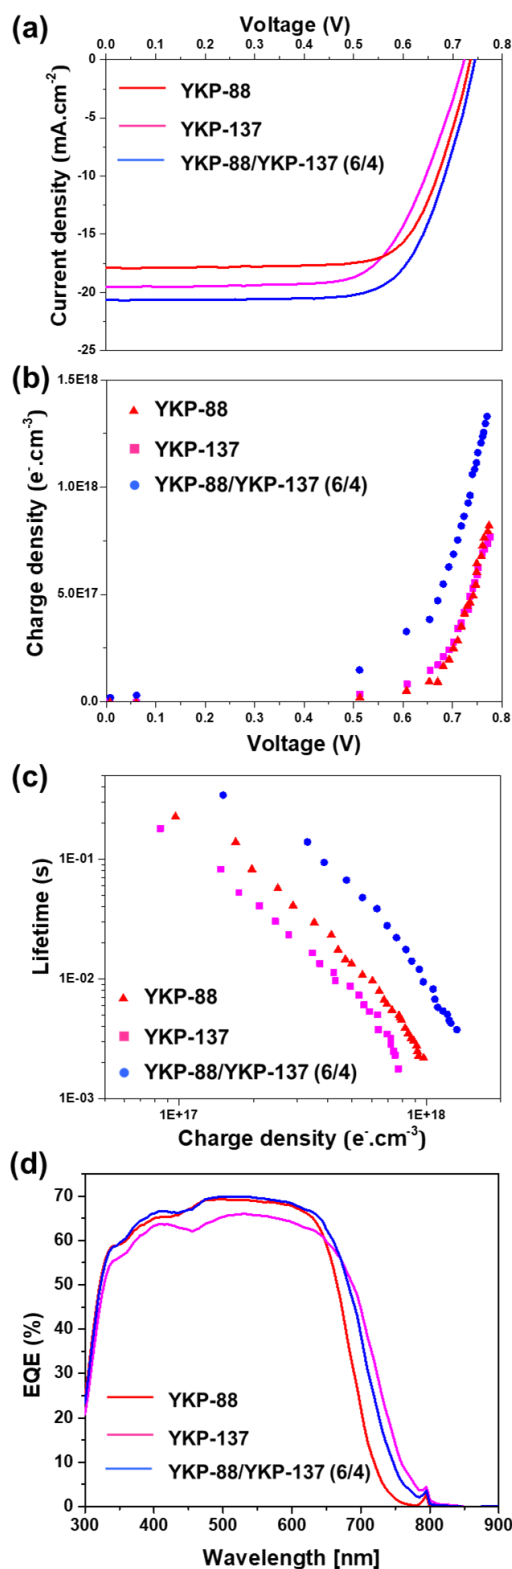 (a)
Voltage (V)
0.0 0.1 0.2 0.3 0.4 0.5 0.6 0.7 0.8
Current density (mA.cm⁻²)
0
-5
-10
-15
-20
-25
YKP-88
YKP-137
YKP-88/YKP-137 (6/4)
(b)
Charge density (e⁻.cm⁻³)
1.5E18
1.0E18
5.0E17
0.0
YKP-88
YKP-137
YKP-88/YKP-137 (6/4)
0.0 0.1 0.2 0.3 0.4 0.5 0.6 0.7 0.8
Voltage (V)
(c)
Lifetime (s)
1E-01
1E-02
1E-03
YKP-88
YKP-137
YKP-88/YKP-137 (6/4)
1E+17 1E+18
Charge density (e⁻.cm⁻³)
(d)
EQE (%)
70
60
50
40
30
20
10
0
YKP-88
YKP-137
YKP-88/YKP-137 (6/4)
300 400 500 600 700 800 900
Wavelength [nm]